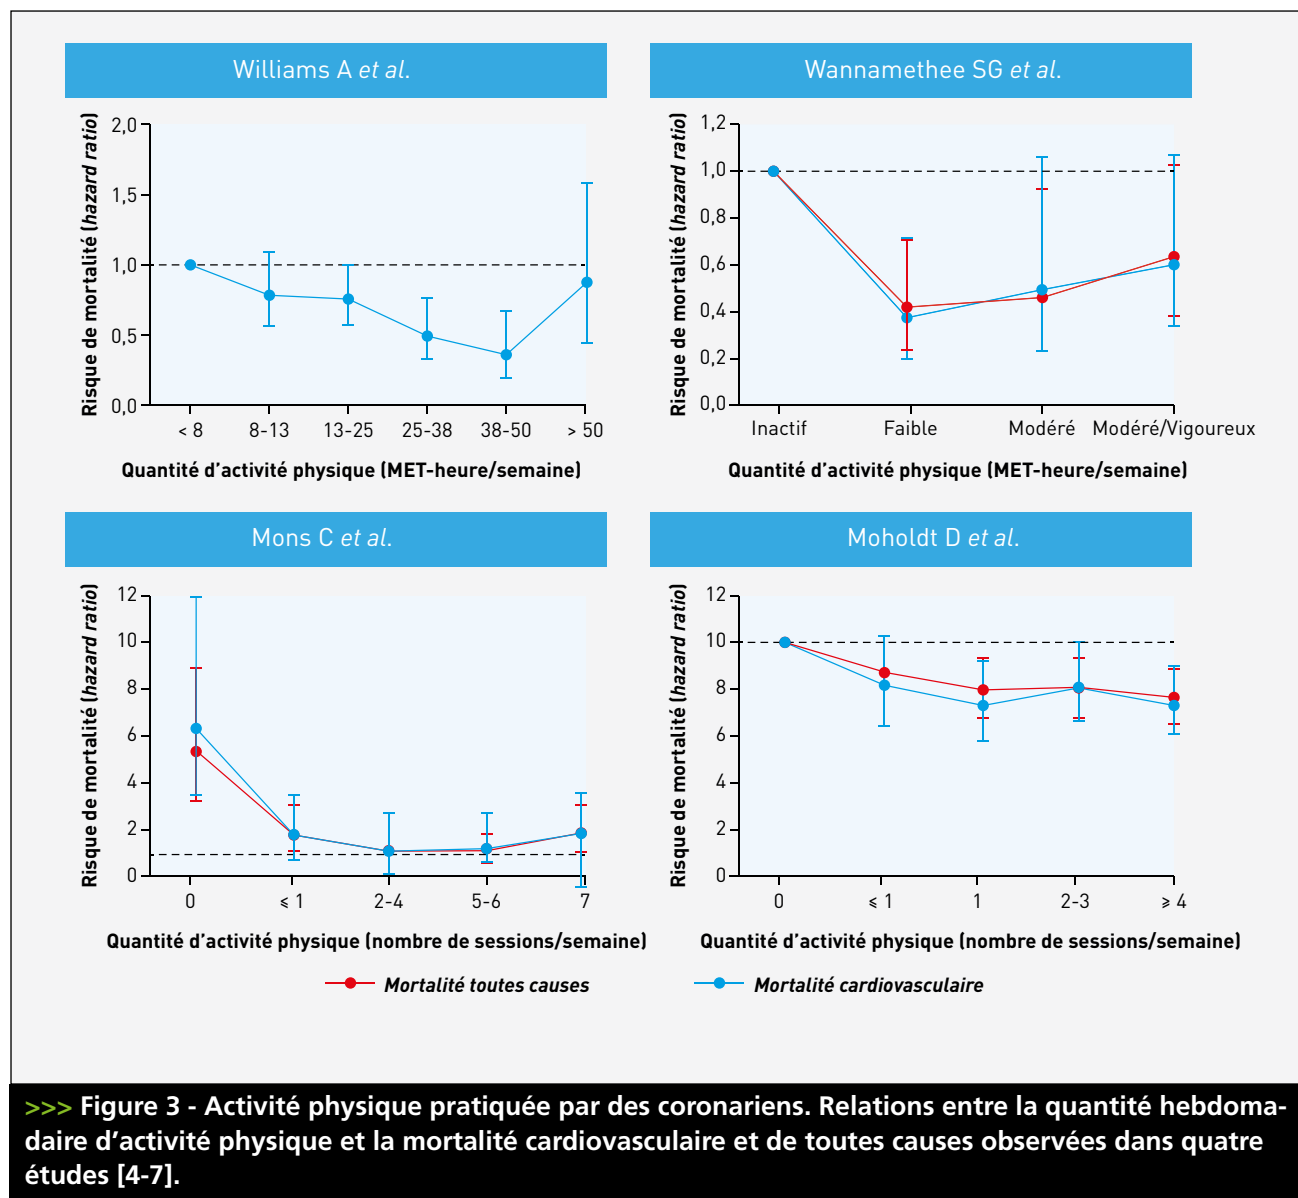 Williams A et al.
Risque de mortalité (hazard ratio)
2,0
1,5
1,0
0,5
0,0
< 8 8-13 13-25 25-38 38-50 > 50
Quantité d’activité physique (MET-heure/semaine)
Wannamethee SG et al.
Risque de mortalité (hazard ratio)
1,2
1,0
0,8
0,6
0,4
0,2
0,0
Inactif Faible Modéré Modéré/Vigoureux
Quantité d’activité physique (MET-heure/semaine)
Mons C et al.
Risque de mortalité (hazard ratio)
12
10
8
6
4
2
0
0 ⩽ 1 2-4 5-6 7
Quantité d’activité physique (nombre de sessions/semaine)
Moholdt D et al.
Risque de mortalité (hazard ratio)
12
10
8
6
4
2
0
0 ⩽ 1 1 2-3 ⩾ 4
Quantité d’activité physique (nombre de sessions/semaine)
Mortalité toutes causes
Mortalité cardiovasculaire
>>> Figure 3 - Activité physique pratiquée par des coronariens. Relations entre la quantité hebdoma-
daire d’activité physique et la mortalité cardiovasculaire et de toutes causes observées dans quatre
études [4-7].